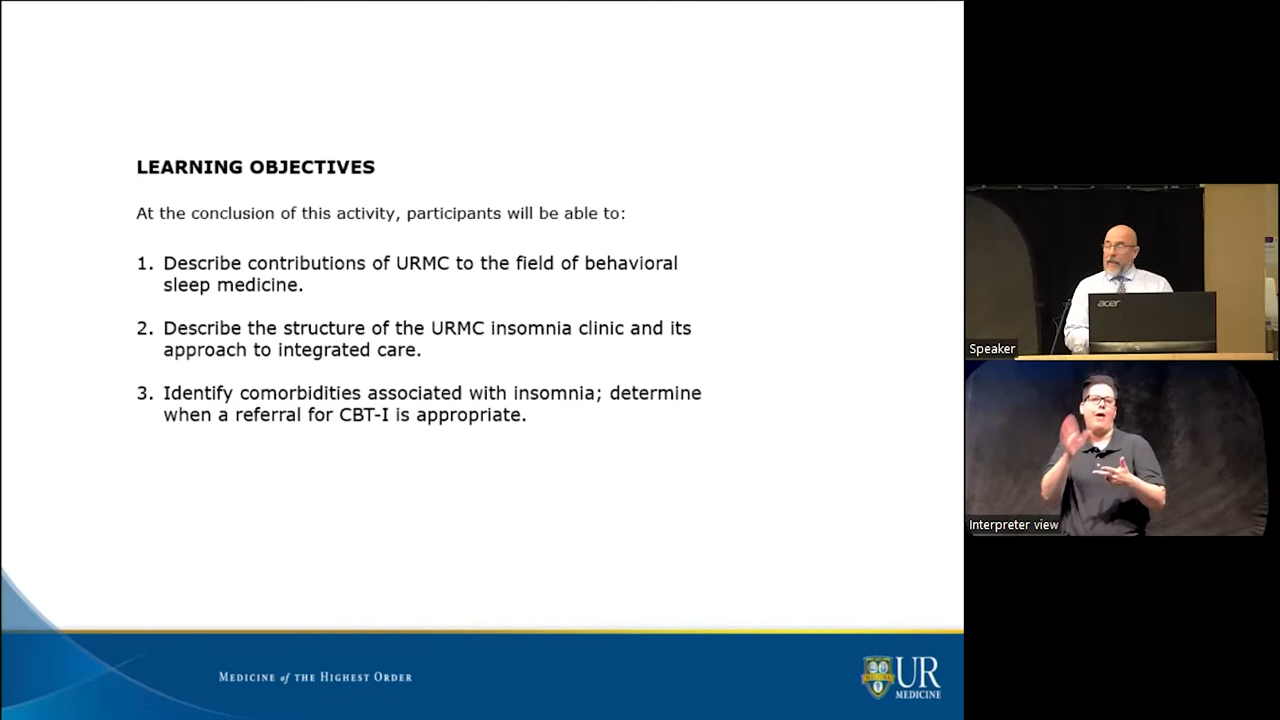 LEARNING OBJECTIVES
At the conclusion of this activity, participants will be able to:
1. Describe contributions of URMC to the field of behavioral
sleep medicine.
2. Describe the structure of the URMC insomnia clinic and its
approach to integrated care.
3. Identify comorbidities associated with insomnia; determine
when a referral for CBT-I is appropriate.
acer
Speaker
Interpreter view
MEDICINE of THE HIGHEST ORDER
UR
MEDICINE